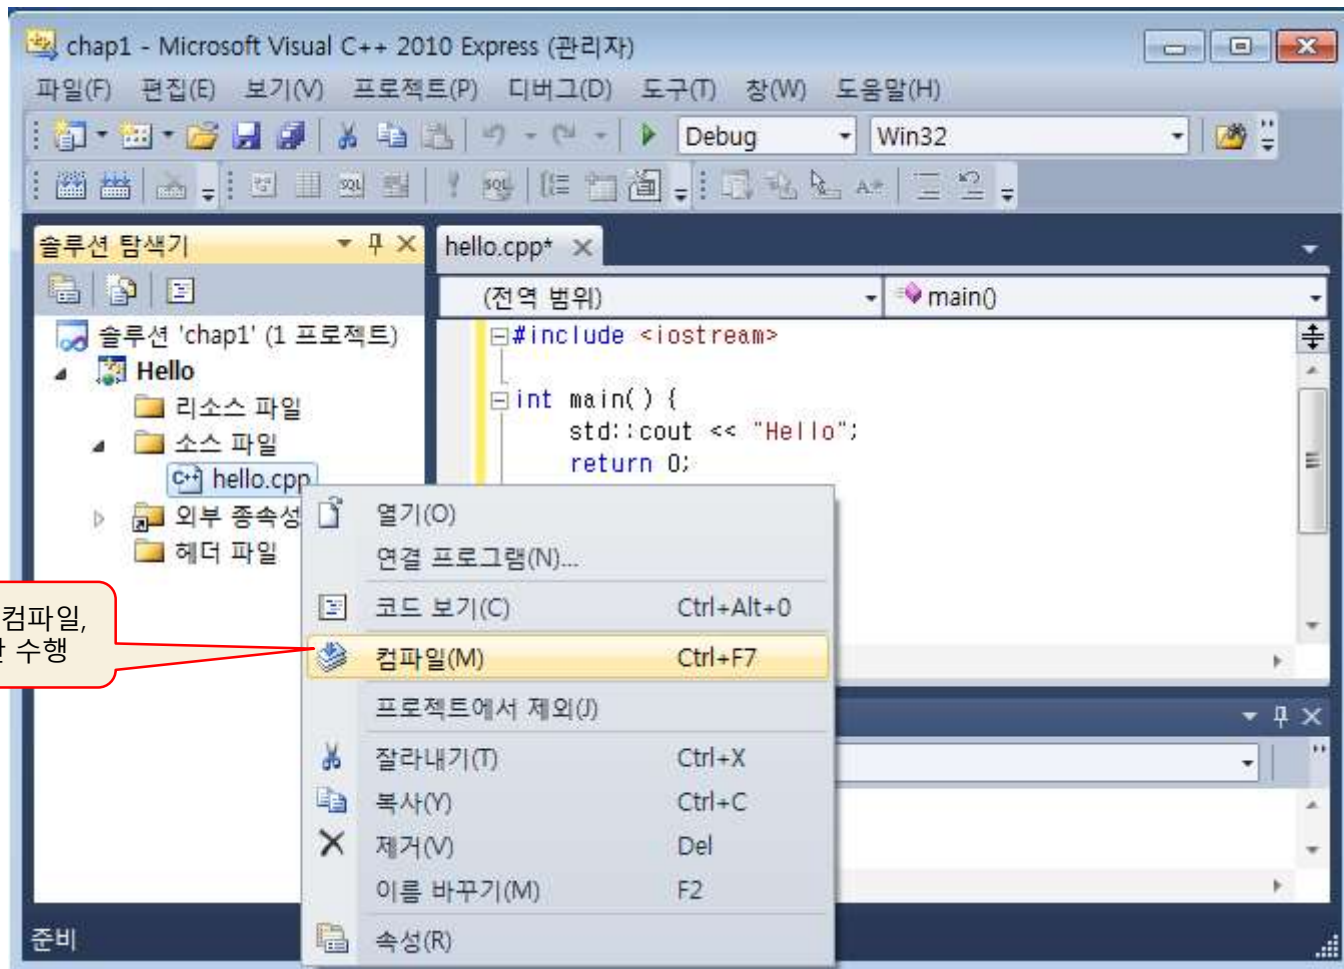 chap1 - Microsoft Visual C++ 2010 Express (관리자)
파일(F) 편집(E) 보기(V) 프로젝트(P) 디버그(D) 도구(T) 창(W) 도움말(H)
Debug Win32
솔루션 탐색기
hello.cpp*
(전역 범위) main()
솔루션 'chap1' (1 프로젝트)
Hello
리소스 파일
소스 파일
hello.cpp
외부 종속성
헤더 파일
#include <iostream>
int main() {
std::cout << "Hello";
return 0;
열기(O)
연결 프로그램(N)...
코드 보기(C) Ctrl+Alt+0
컴파일(M) Ctrl+F7
프로젝트에서 제외(J)
잘라내기(T) Ctrl+X
복사(Y) Ctrl+C
제거(V) Del
이름 바꾸기(M) F2
속성(R)
컴파일,
수행
준비